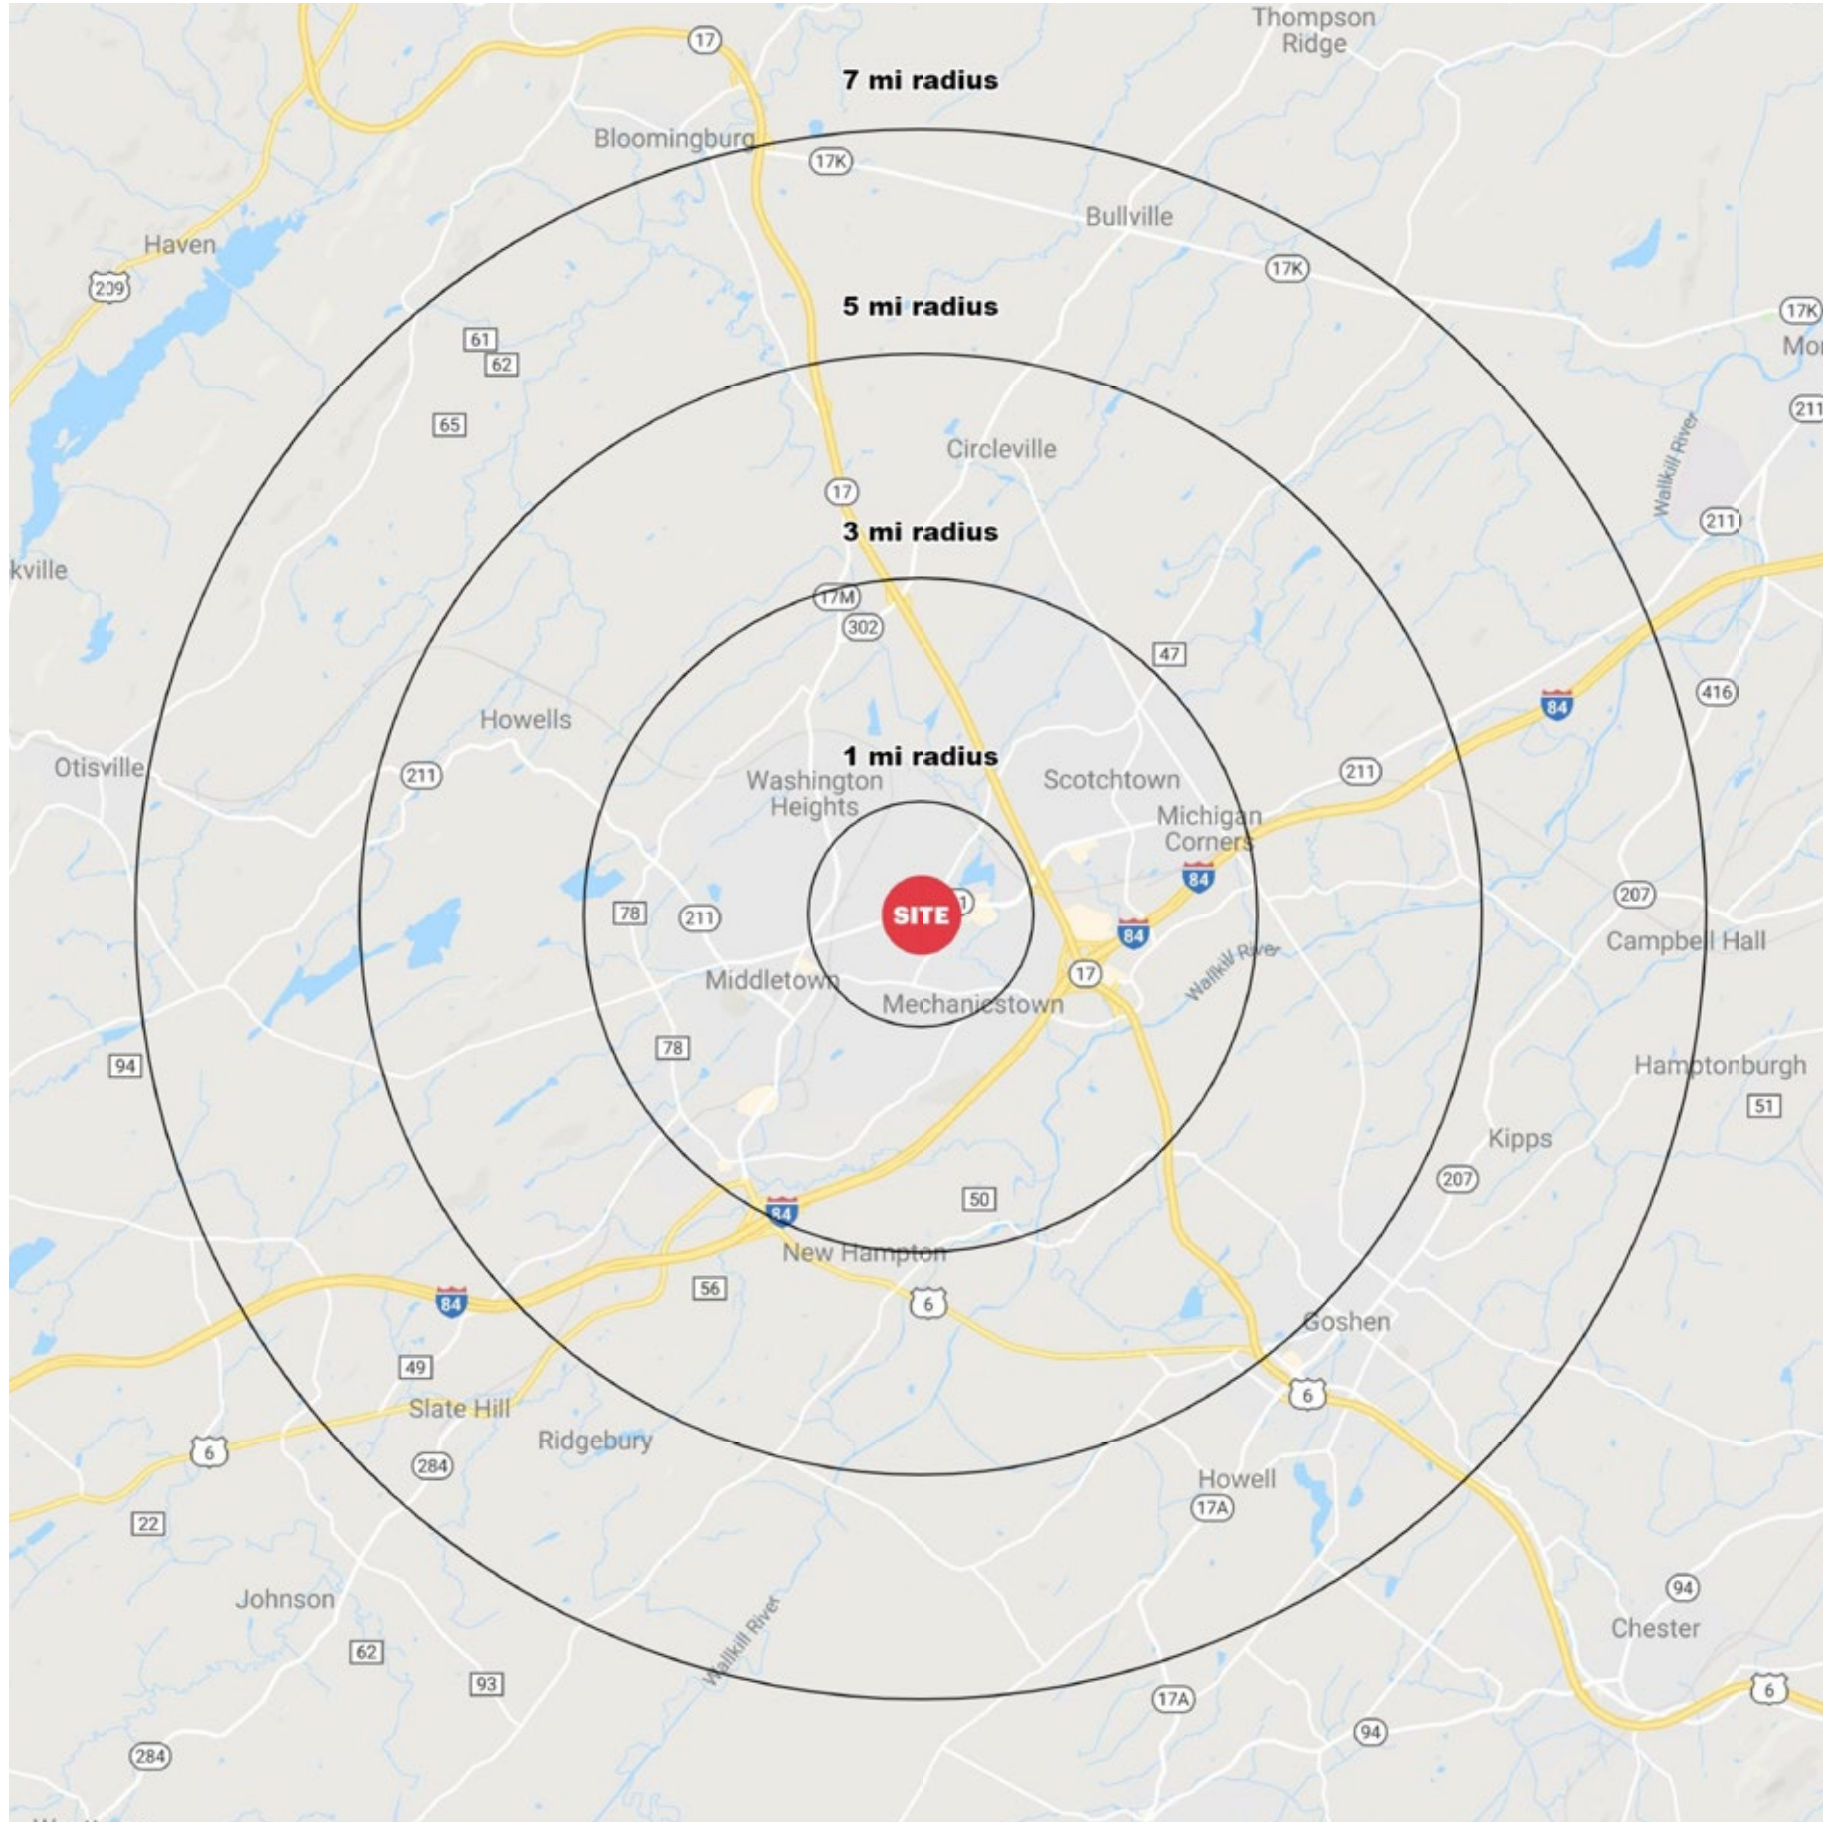 Thompson
Ridge
17
7 mi radius
Bloomingburg
17K
Bullville
Haven
17K
209
5 mi radius
17K
61
62
211
65
Circleville
Wallkill River
17
211
3 mi radius
kville
17M
302
47
416
84
Howells
1 mi radius
Otisville
211
211
Washington
Heights
Scotchtown
Michigan
Corners
84
207
78
211
SITE
1
84
Campbell Hall
Wallkill River
17
Middletown
Mechanicstown
78
94
Hamptonburgh
51
Kipps
207
50
84
New Hampton
56
84
6
Goshen
49
6
Slate Hill
Ridgebury
6
284
Howell
17A
22
94
Johnson
Chester
Wallkill River
62
93
6
17A
94
284